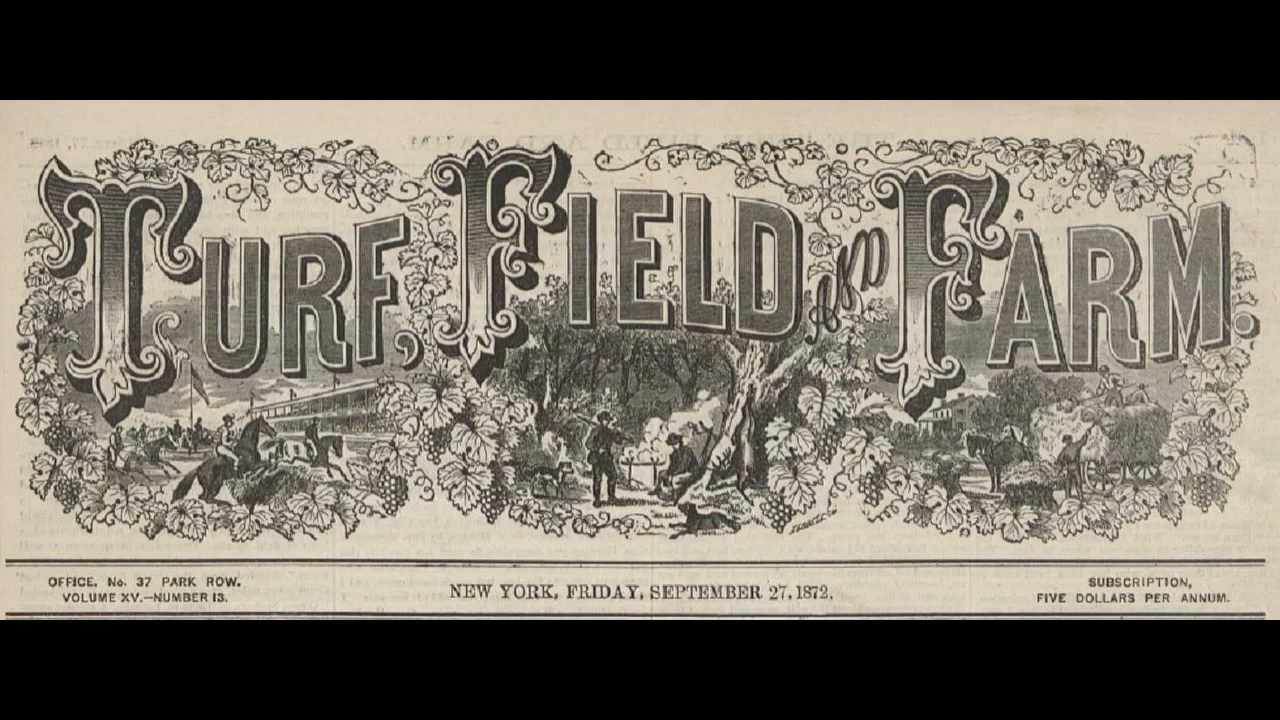 TURF, FIELD AND FARM.
OFFICE, No. 37 PARK ROW.
VOLUME XV.—NUMBER 13.
NEW YORK, FRIDAY, SEPTEMBER 27, 1872.
SUBSCRIPTION,
FIVE DOLLARS PER ANNUM.